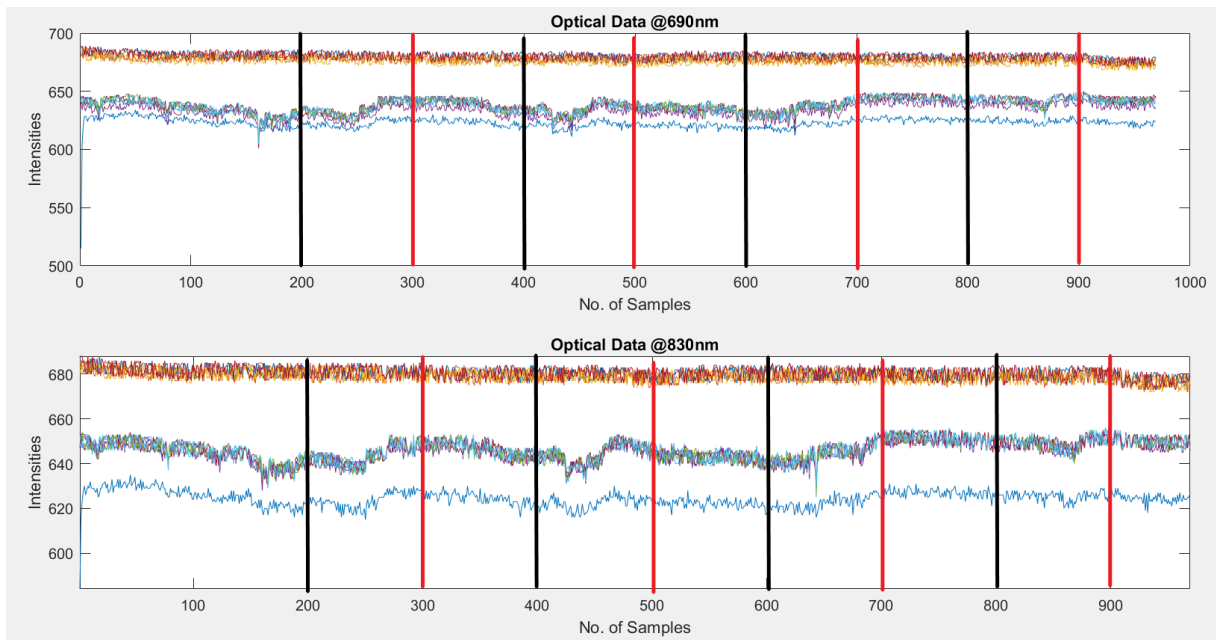 Optical Data @690nm
700
650
600
550
500
Intensities
0 100 200 300 400 500 600 700 800 900 1000
No. of Samples
Optical Data @830nm
680
660
640
620
600
Intensities
100 200 300 400 500 600 700 800 900
No. of Samples